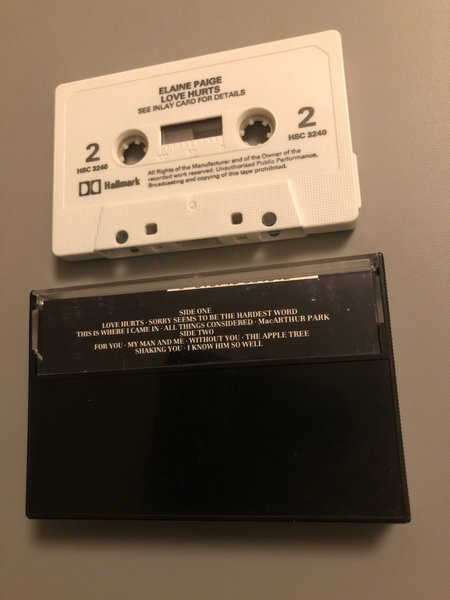 ELAINE PAIGE
LOVE HURTS
SEE INLAY CARD FOR DETAILS
2
HSC 3240
2
HSC 3240
Hallmark
All Rights of the Manufacturer and of the Owner of the
recorded work reserved. Unauthorised Public Performance,
Broadcasting and copying of this tape prohibited.
SIDE ONE
LOVE HURTS · SORRY SEEMS TO BE THE HARDEST WORD
THIS IS WHERE I CAME IN · ALL THINGS CONSIDERED · MacARTHUR PARK
SIDE TWO
FOR YOU · MY MAN AND ME · WITHOUT YOU · THE APPLE TREE
SHAKING YOU · I KNOW HIM SO WELL